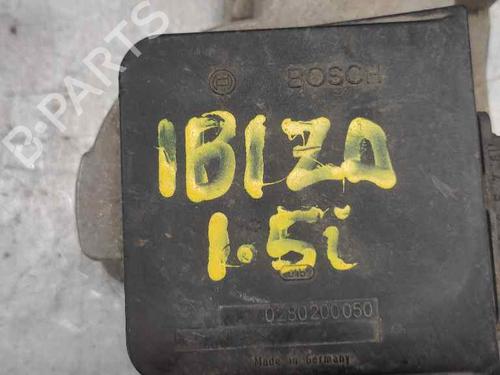 B-PARTS
BOSCH
IBIZA
1.5i
0280200050
Made in Germany